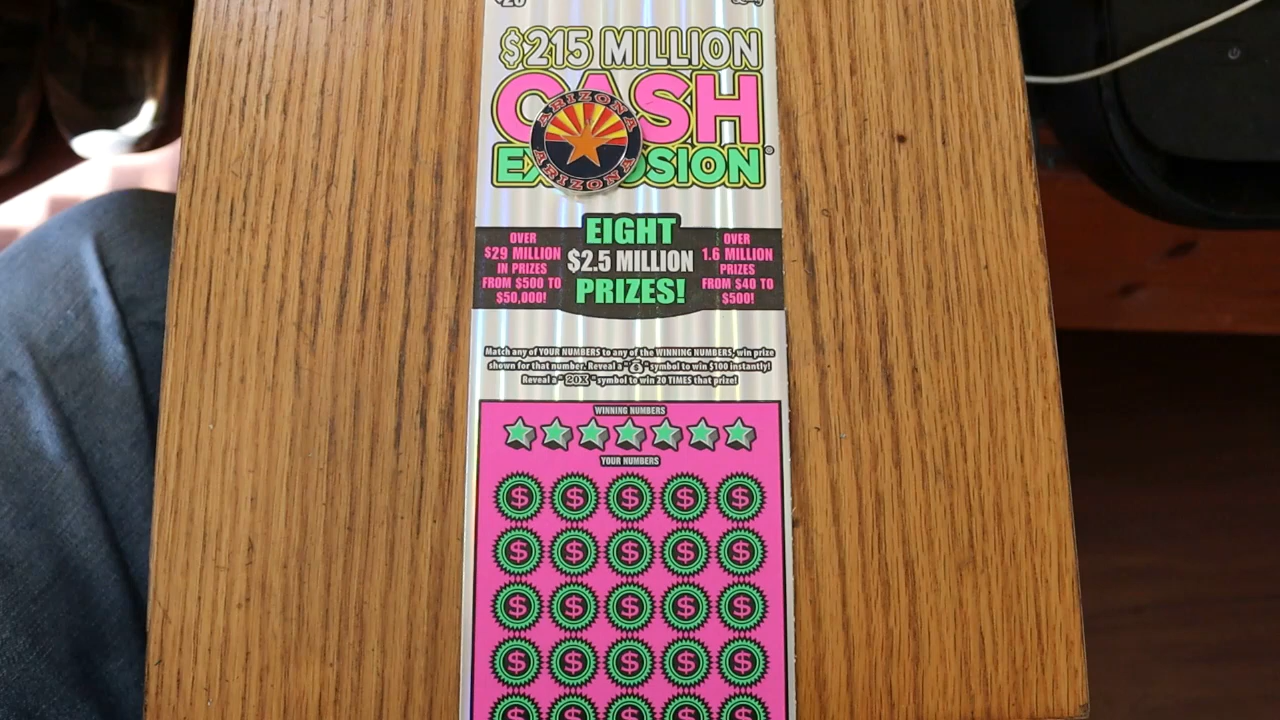 $20
$215 MILLION
CASH
EXPLOSION®
ARIZONA
ARIZONA
OVER
$29 MILLION
IN PRIZES
FROM $500 TO
$50,000!
EIGHT
$2.5 MILLION
PRIZES!
OVER
1.6 MILLION
PRIZES
FROM $40 TO
$500!
Match any of YOUR NUMBERS to any of the WINNING NUMBERS, win prize
shown for that number. Reveal a "💰" symbol to win $100 instantly!
Reveal a "20X" symbol to win 20 TIMES that prize!
WINNING NUMBERS
YOUR NUMBERS
$ $ $ $ $
$ $ $ $ $
$ $ $ $ $
$ $ $ $ $
$ $ $ $ $